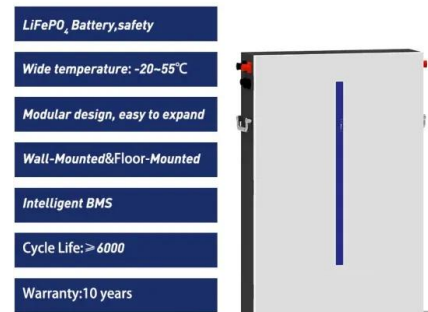 LiFePO₄ Battery,safety
Wide temperature: -20~55℃
Modular design, easy to expand
Wall-Mounted&Floor-Mounted
Intelligent BMS
Cycle Life:≥6000
Warranty:10 years